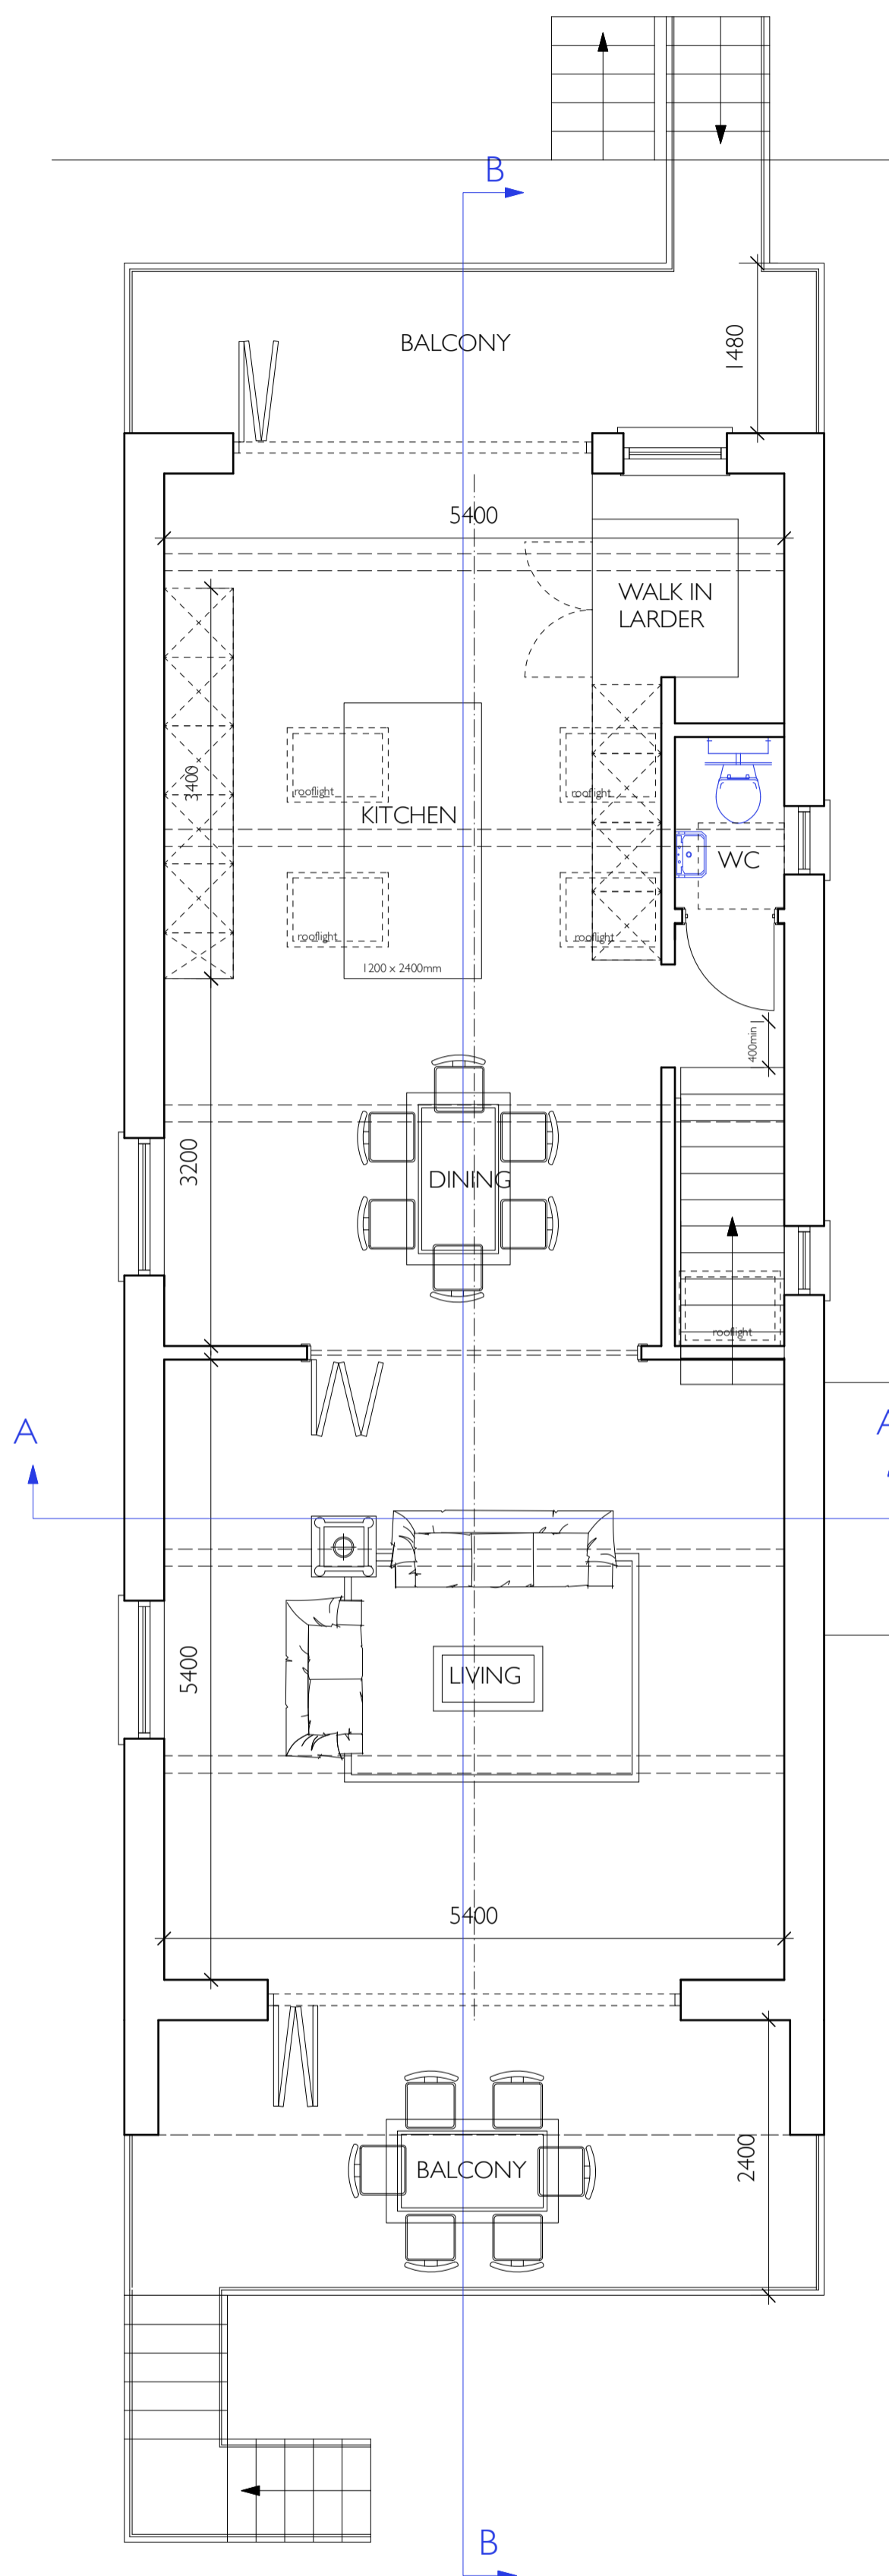 B
BALCONY
1480
5400
WALK IN
LARDER
3400
rooflight
rooflight
KITCHEN
WC
rooflight
rooflight
1200 x 2400mm
400min
3200
DINING
rooflight
A
A
5400
LIVING
5400
BALCONY
2400
B